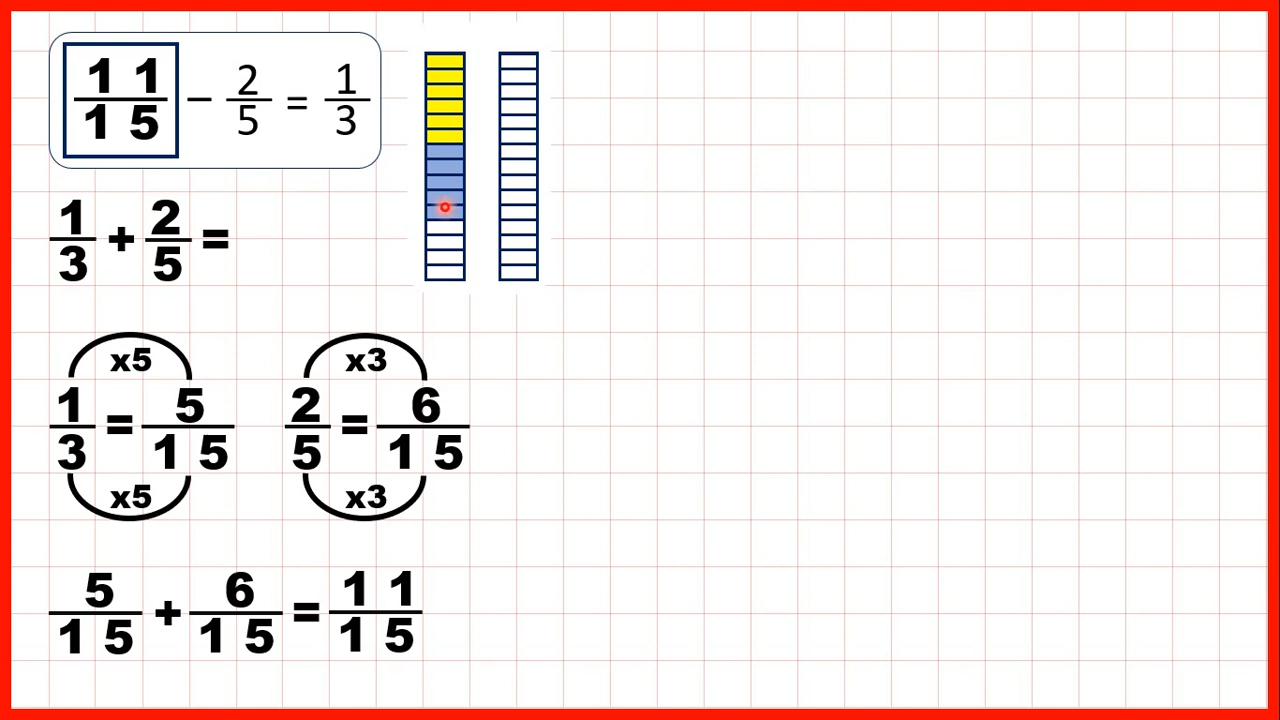 11/15 − 2/5 = 1/3
1/3 + 2/5 =
x5 x3
1/3 = 5/15 2/5 = 6/15
x5 x3
5/15 + 6/15 = 11/15